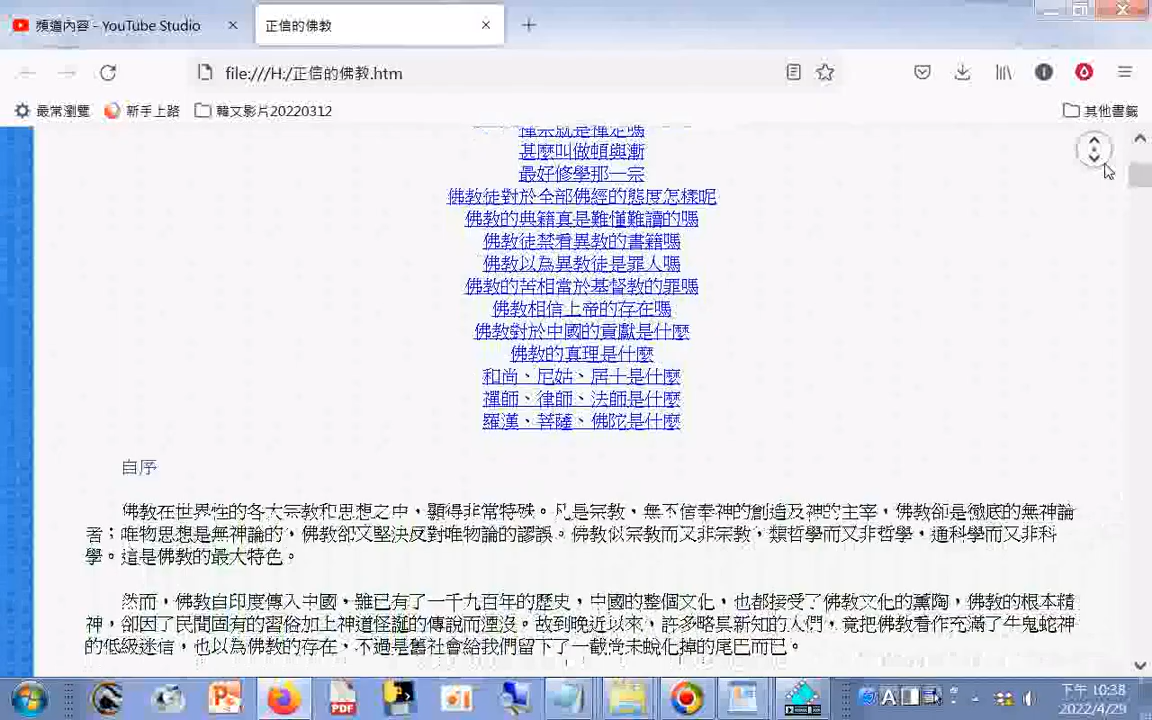 頻道內容 - YouTube Studio
正信的佛教
file:///H:/正信的佛教.htm
最常瀏覽
新手上路
韓文影片20220312
其他書籤
禪宗就是禪定嗎
甚麼叫做頓與漸
最好修學那一宗
佛教徒對於全部佛經的態度怎樣呢
佛教的典籍真是難懂難讀的嗎
佛教徒禁看異教的書籍嗎
佛教以為異教徒是罪人嗎
佛教的苦相當於基督教的罪嗎
佛教相信上帝的存在嗎
佛教對於中國的貢獻是什麼
佛教的真理是什麼
和尚、尼姑、居士是什麼
禪師、律師、法師是什麼
羅漢、菩薩、佛陀是什麼
自序
佛教在世界性的各大宗教和思想之中，顯得非常特殊。凡是宗教，無不信奉神的創造及神的主宰，佛教卻是徹底的無神論
者；唯物思想是無神論的，佛教卻又堅決反對唯物論的謬誤。佛教似宗教而又非宗教，類哲學而又非哲學，通科學而又非科
學。這是佛教的最大特色。
然而，佛教自印度傳入中國，雖已有了一千九百年的歷史，中國的整個文化，也都接受了佛教文化的薰陶，佛教的根本精
神，卻因了民間固有的習俗加上神道怪誕的傳說而湮沒。故到晚近以來，許多略具新知的人們，竟把佛教看作充滿了牛鬼蛇神
的低級迷信，也以為佛教的存在，不過是舊社會給我們留下了一截尚未蛻化掉的尾巴而已。
PDF
A
下午 10:38
2022/4/29